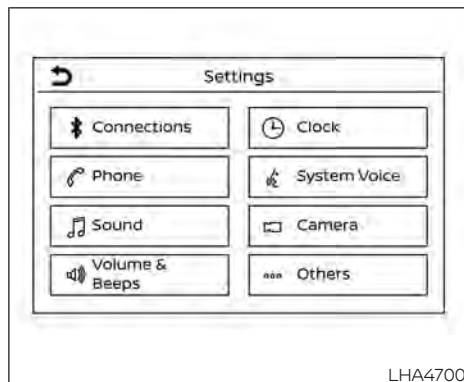 Settings
Connections
Clock
Phone
System Voice
Sound
Camera
Volume &
Beeps
Others
LHA4700